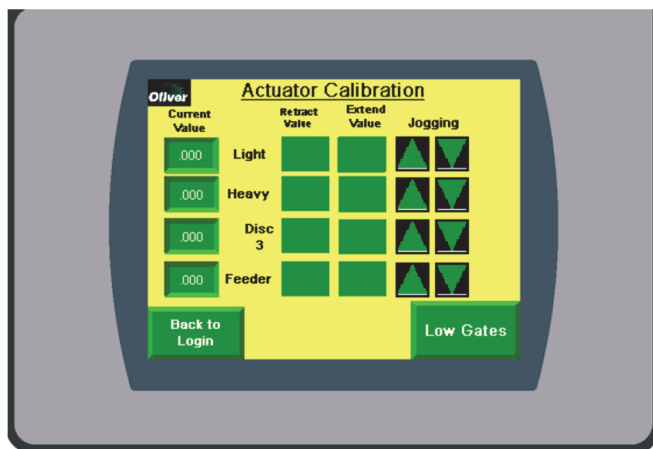 Oliver
Actuator Calibration
Current Value
Retract Value
Extend Value
Jogging
.000 Light
.000 Heavy
.000 Disc 3
.000 Feeder
Back to Login
Low Gates